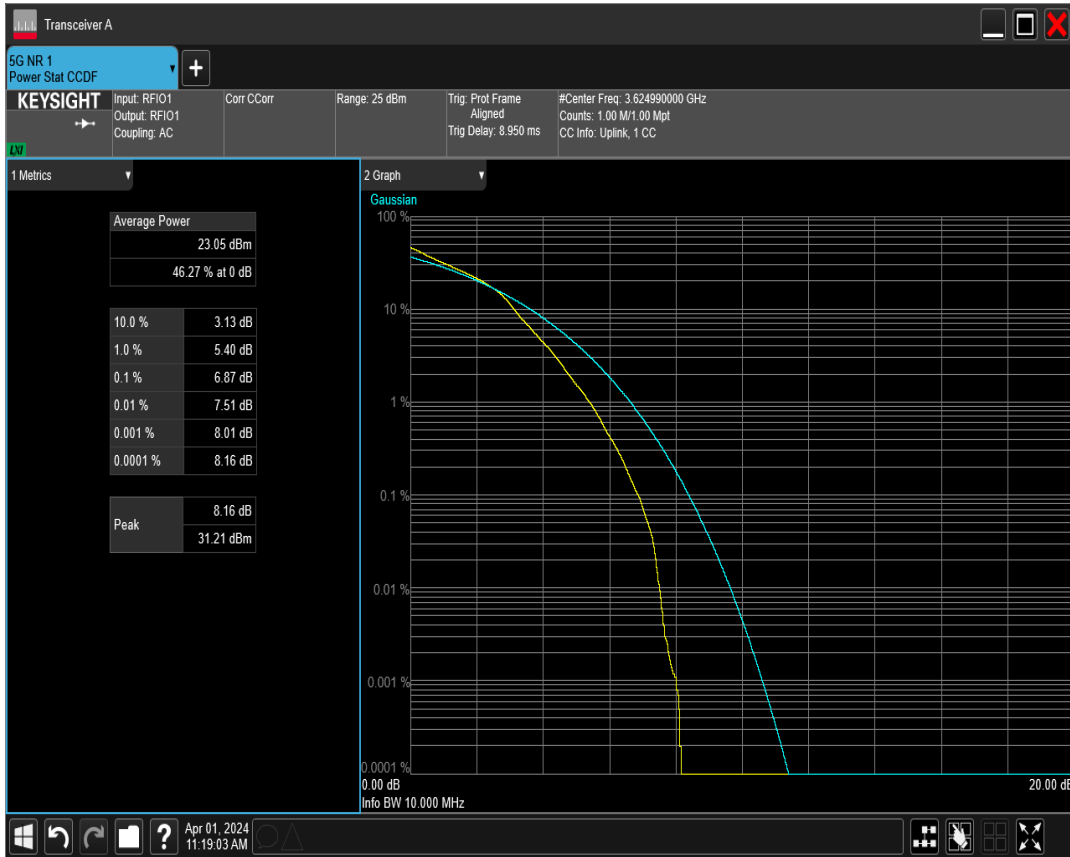 Transceiver A
5G NR 1
Power Stat CCDF
KEYSIGHT
LXI
Input: RFIO1
Output: RFIO1
Coupling: AC
Corr CCorr
Range: 25 dBm
Trig: Prot Frame
Aligned
Trig Delay: 8.950 ms
#Center Freq: 3.624990000 GHz
Counts: 1.00 M/1.00 Mpt
CC Info: Uplink, 1 CC
1 Metrics
Average Power
23.05 dBm
46.27 % at 0 dB
10.0 % 3.13 dB
1.0 % 5.40 dB
0.1 % 6.87 dB
0.01 % 7.51 dB
0.001 % 8.01 dB
0.0001 % 8.16 dB
Peak
8.16 dB
31.21 dBm
2 Graph
Gaussian
100 %
10 %
1 %
0.1 %
0.01 %
0.001 %
0.0001 %
0.00 dB
20.00 dB
Info BW 10.000 MHz
?
Apr 01, 2024
11:19:03 AM